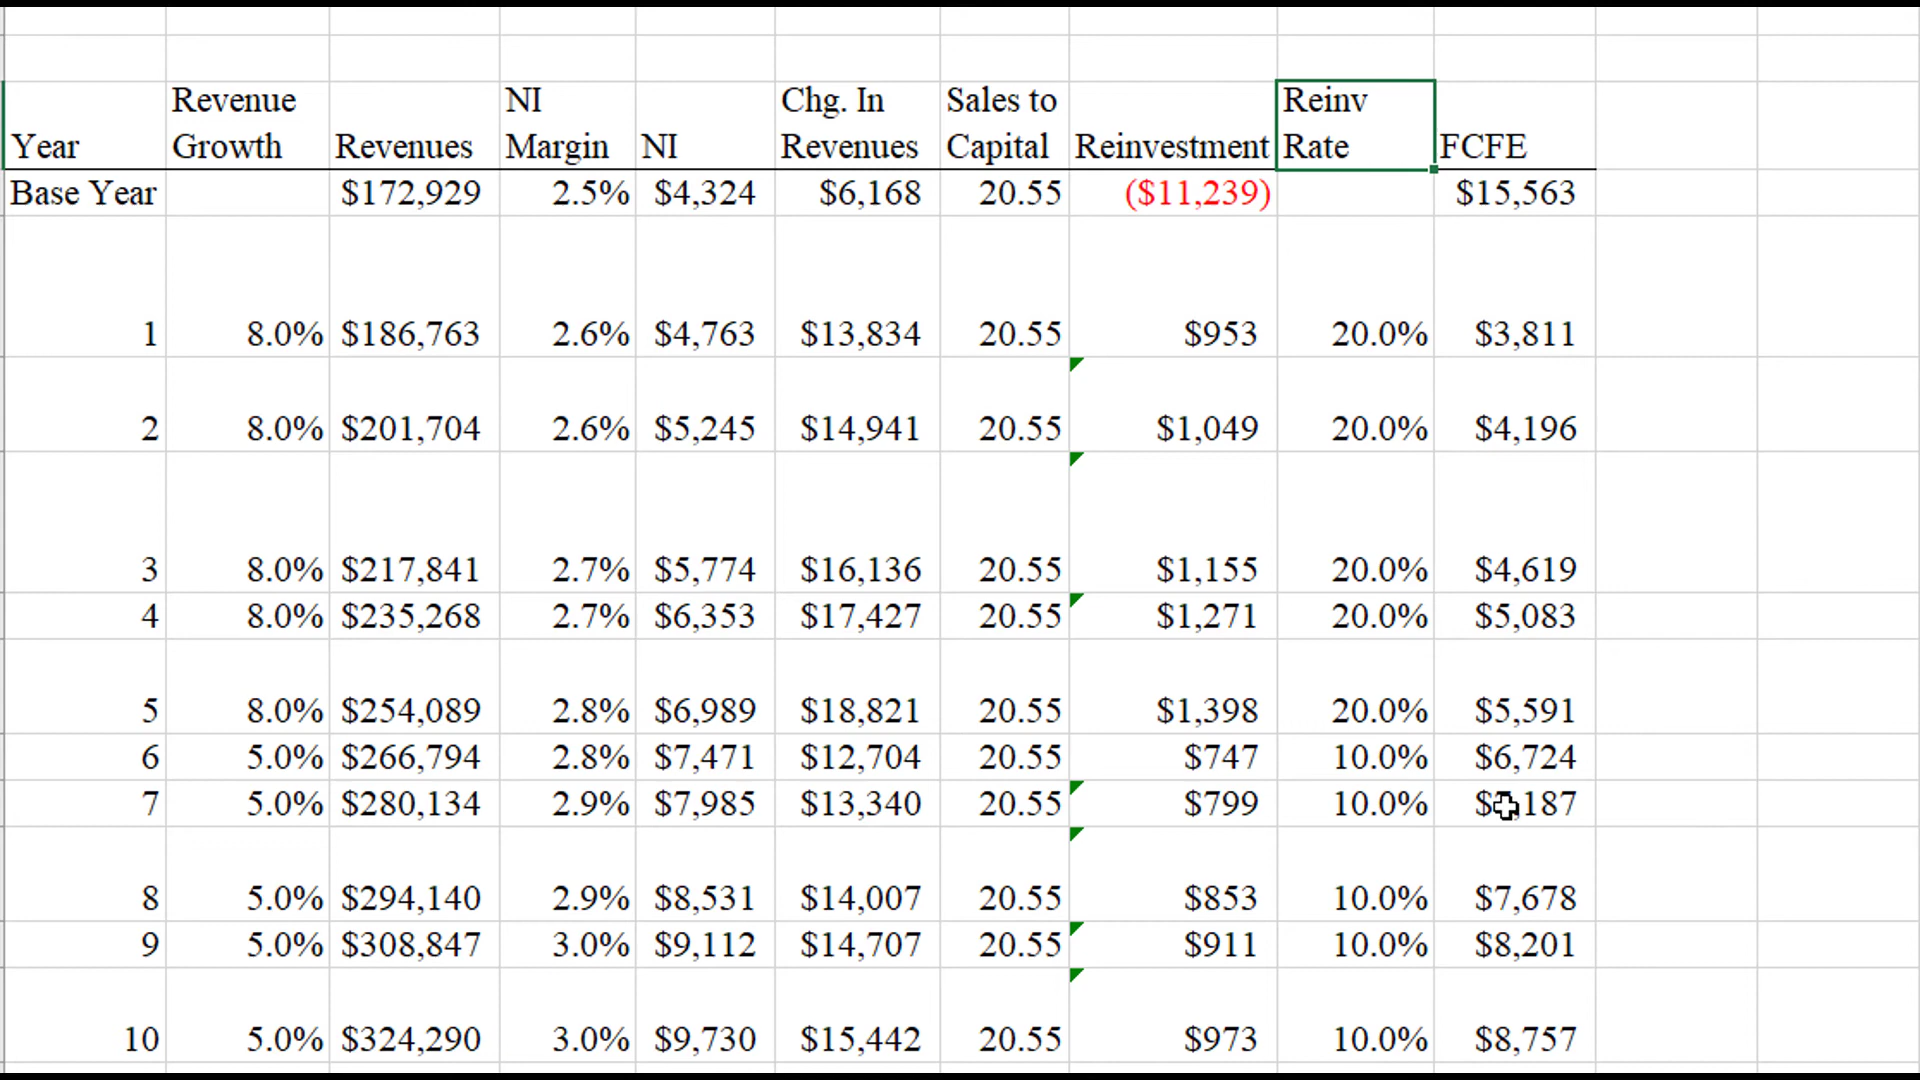 Year Revenue Growth Revenues NI Margin NI Chg. In Revenues Sales to Capital Reinvestment Reinv Rate FCFE
Base Year $172,929 2.5% $4,324 $6,168 20.55 ($11,239) $15,563
1 8.0% $186,763 2.6% $4,763 $13,834 20.55 $953 20.0% $3,811
2 8.0% $201,704 2.6% $5,245 $14,941 20.55 $1,049 20.0% $4,196
3 8.0% $217,841 2.7% $5,774 $16,136 20.55 $1,155 20.0% $4,619
4 8.0% $235,268 2.7% $6,353 $17,427 20.55 $1,271 20.0% $5,083
5 8.0% $254,089 2.8% $6,989 $18,821 20.55 $1,398 20.0% $5,591
6 5.0% $266,794 2.8% $7,471 $12,704 20.55 $747 10.0% $6,724
7 5.0% $280,134 2.9% $7,985 $13,340 20.55 $799 10.0%
8 5.0% $294,140 2.9% $8,531 $14,007 20.55 $853 10.0% $7,678
9 5.0% $308,847 3.0% $9,112 $14,707 20.55 $911 10.0% $8,201
10 5.0% $324,290 3.0% $9,730 $15,442 20.55 $973 10.0% $8,757